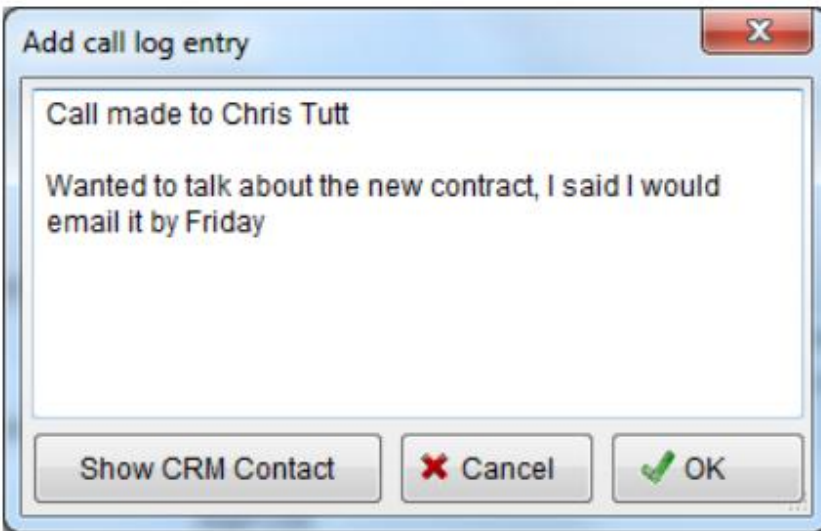 Add call log entry
Call made to Chris Tutt
Wanted to talk about the new contract, I said I would
email it by Friday
Show CRM Contact
Cancel
OK